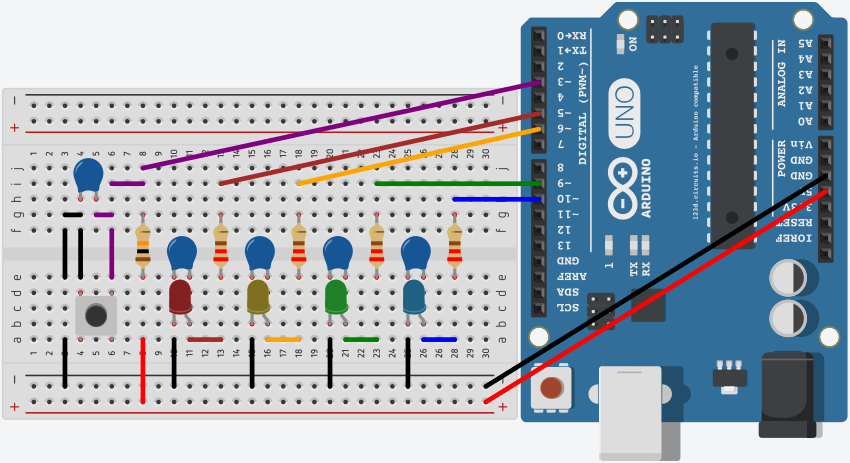 1 2 3 4 5 6 7 8 9 10 11 12 13 14 15 16 17 18 19 20 21 22 23 24 25 26 27 28 29 30
j
i
h
g
f
e
d
c
b
a
1 2 3 4 5 6 7 8 9 10 11 12 13 14 15 16 17 18 19 20 21 22 23 24 25 26 27 28 29 30
− −
+ +
− −
+ +
j
i
h
g
f
e
d
c
b
a
RX←0
TX→1
2
~3
4
~5
~6
7
8
~9
~10
~11
12
13
GND
AREF
SDA
SCL
DIGITAL (PWM~)
ON
UNO
ARDUINO
1
TX
RX
123d.circuits.io – Arduino compatible
ANALOG IN
A5
A4
A3
A2
A1
A0
POWER
Vin
GND
GND
RESET
IOREF